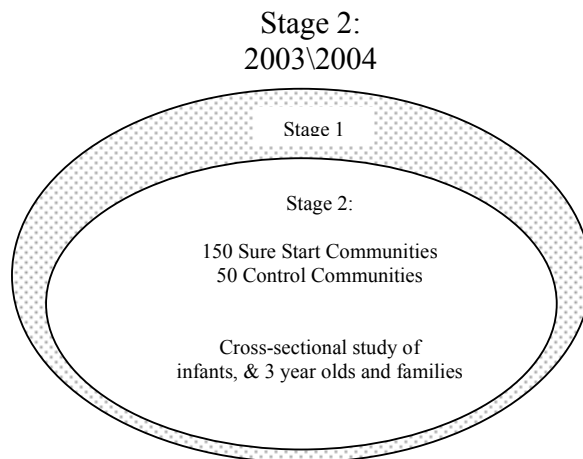 Stage 2:
2003\2004
Stage 1
Stage 2:
150 Sure Start Communities
50 Control Communities
Cross-sectional study of
infants, & 3 year olds and families